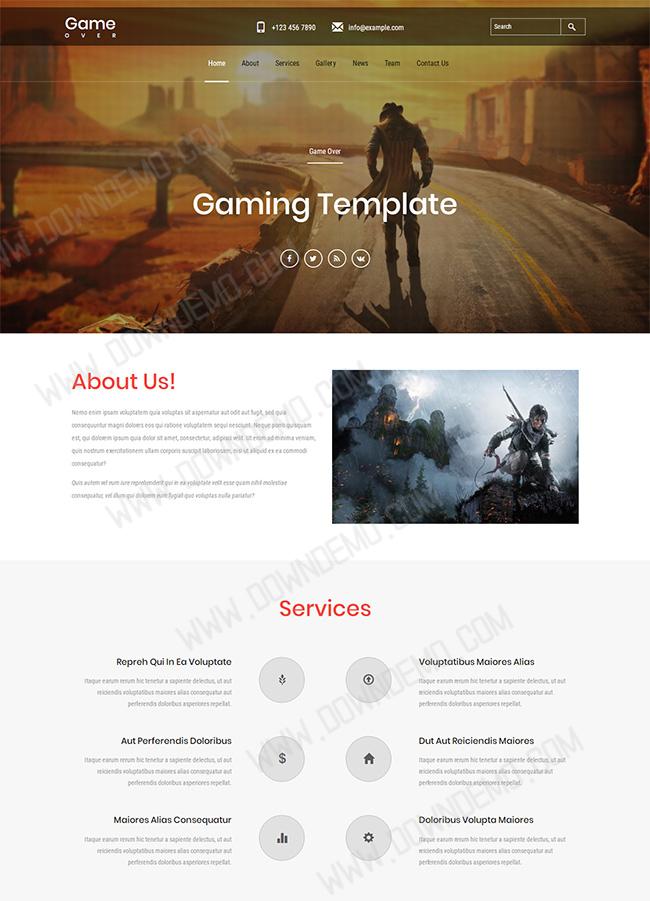 Game
OVER
+123 456 7890
info@example.com
Search
Home About Services Gallery News Team Contact Us
Game Over
Gaming Template
About Us!
Nemo enim ipsam voluptatem quia voluptas sit aspernatur aut odit aut fugit, sed quia
consequuntur magni dolores eos qui ratione voluptatem sequi nesciunt. Neque porro quisquam
est, qui dolorem ipsum quia dolor sit amet, consectetur, adipisci velit. Ut enim ad minima veniam,
quis nostrum exercitationem ullam corporis suscipit laboriosam, nisi ut aliquid ex ea commodi
consequatur?
Quis autem vel eum iure reprehenderit qui in ea voluptate velit esse quam nihil molestiae
consequatur, vel illum qui dolorem eum fugiat quo voluptas nulla pariatur?
Services
Repreh Qui In Ea Voluptate
Itaque earum rerum hic tenetur a sapiente delectus, ut aut
reiciendis voluptatibus maiores alias consequatur aut
perferendis doloribus asperiores repellat.
Voluptatibus Maiores Alias
Itaque earum rerum hic tenetur a sapiente delectus, ut aut
reiciendis voluptatibus maiores alias consequatur aut
perferendis doloribus asperiores repellat.
Aut Perferendis Doloribus
Itaque earum rerum hic tenetur a sapiente delectus, ut aut
reiciendis voluptatibus maiores alias consequatur aut
perferendis doloribus asperiores repellat.
$
Dut Aut Reiciendis Maiores
Itaque earum rerum hic tenetur a sapiente delectus, ut aut
reiciendis voluptatibus maiores alias consequatur aut
perferendis doloribus asperiores repellat.
Maiores Alias Consequatur
Itaque earum rerum hic tenetur a sapiente delectus, ut aut
reiciendis voluptatibus maiores alias consequatur aut
perferendis doloribus asperiores repellat.
Doloribus Volupta Maiores
Itaque earum rerum hic tenetur a sapiente delectus, ut aut
reiciendis voluptatibus maiores alias consequatur aut
perferendis doloribus asperiores repellat.
WWW.DOWNDEMO.COM
WWW.DOWNDEMO.COM
WWW.DOWNDEMO.COM
WWW.DOWNDEMO.COM
WWW.DOWNDEMO.COM
WWW.DOWNDEMO.COM